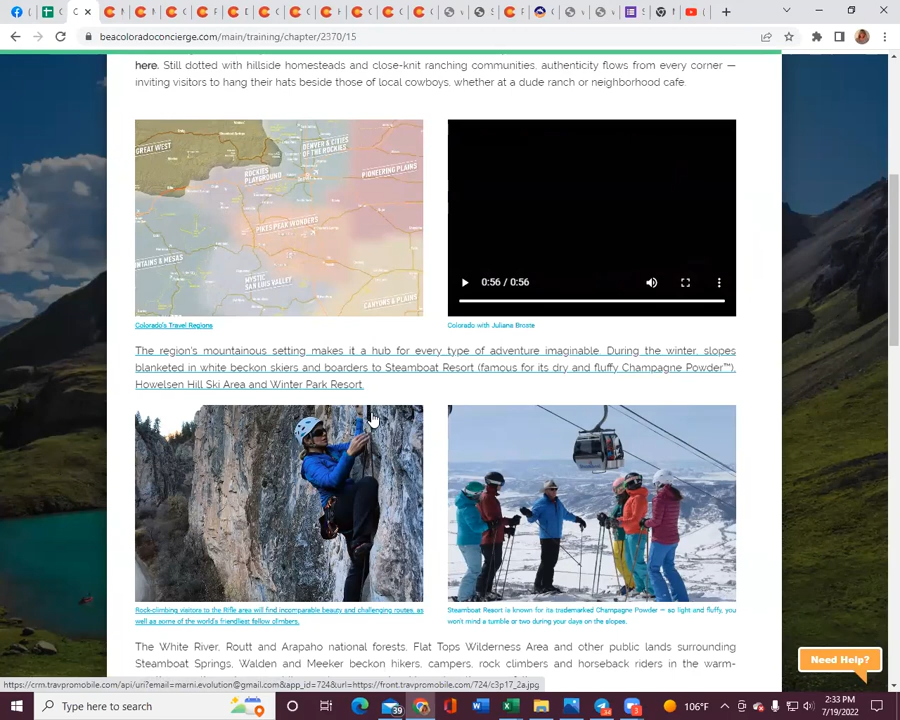 beacoloradoconcierge.com/main/training/chapter/2370/15
here. Still dotted with hillside homesteads and close-knit ranching communities, authenticity flows from every corner —
inviting visitors to hang their hats beside those of local cowboys, whether at a dude ranch or neighborhood cafe.
GREAT WEST
DENVER & CITIES
OF THE ROCKIES
ROCKIES
PLAYGROUND
PIONEERING PLAINS
PIKES PEAK WONDERS
NTAINS & MESAS
MYSTIC
SAN LUIS VALLEY
CANYONS & PLAINS
0:56 / 0:56
Colorado's Travel Regions
Colorado with Juliana Broste
The region's mountainous setting makes it a hub for every type of adventure imaginable. During the winter, slopes
blanketed in white beckon skiers and boarders to Steamboat Resort (famous for its dry and fluffy Champagne Powder™),
Howelsen Hill Ski Area and Winter Park Resort.
Rock-climbing visitors to the Rifle area will find incomparable beauty and challenging routes, as
well as some of the world's friendliest fellow climbers.
Steamboat Resort is known for its trademarked Champagne Powder — so light and fluffy, you
won't mind a tumble or two during your days on the slopes.
The White River, Routt and Arapaho national forests, Flat Tops Wilderness Area and other public lands surrounding
Steamboat Springs, Walden and Meeker beckon hikers, campers, rock climbers and horseback riders in the warm-
Need Help?
https://crm.travpromobile.com/api/uri?email=marni.evolution@gmail.com&app_id=724&url=https://front.travpromobile.com/724/c3p17_2a.jpg
Type here to search
39
106°F
2:33 PM
7/19/2022